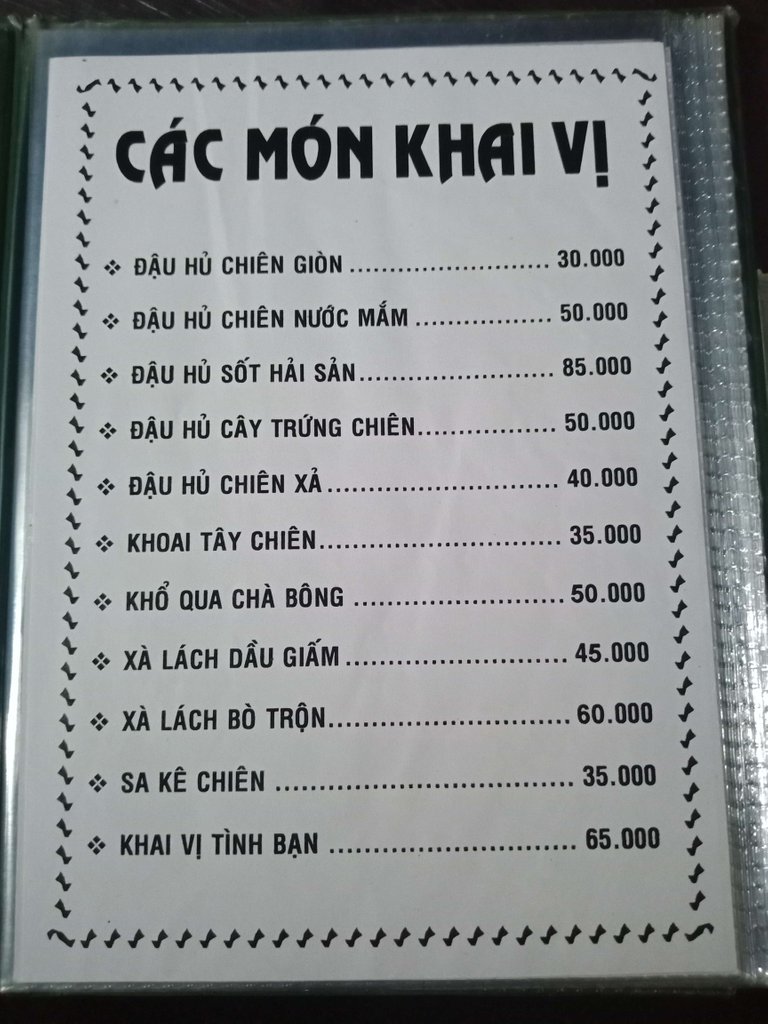 CÁC MÓN KHAI VỊ
❖ ĐẬU HỦ CHIÊN GIÒN ......................... 30.000
❖ ĐẬU HỦ CHIÊN NƯỚC MẮM ................. 50.000
❖ ĐẬU HỦ SỐT HẢI SẢN........................ 85.000
❖ ĐẬU HỦ CÂY TRỨNG CHIÊN................. 50.000
❖ ĐẬU HỦ CHIÊN XẢ............................. 40.000
❖ KHOAI TÂY CHIÊN.............................. 35.000
❖ KHỔ QUA CHÀ BÔNG .......................... 50.000
❖ XÀ LÁCH DẦU GIẤM ............................ 45.000
❖ XÀ LÁCH BÒ TRỘN.............................. 60.000
❖ SA KÊ CHIÊN ..................................... 35.000
❖ KHAI VỊ TÌNH BẠN ............................... 65.000